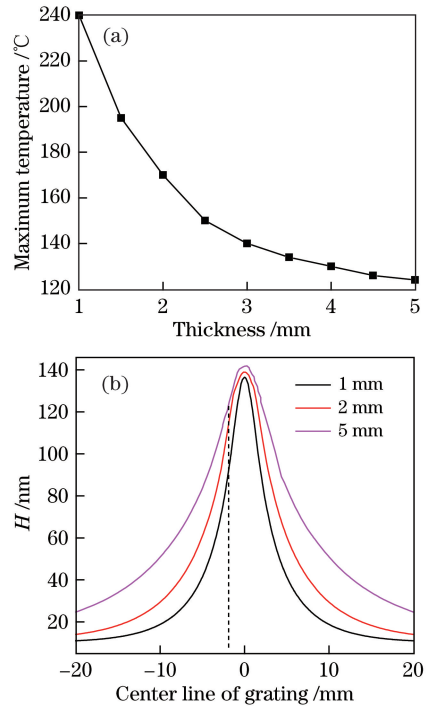 (a)
Maximum temperature /℃
240
220
200
180
160
140
120
1 2 3 4 5
Thickness /mm
(b)
1 mm
2 mm
5 mm
H /nm
140
120
100
80
60
40
20
−20 −10 0 10 20
Center line of grating /mm